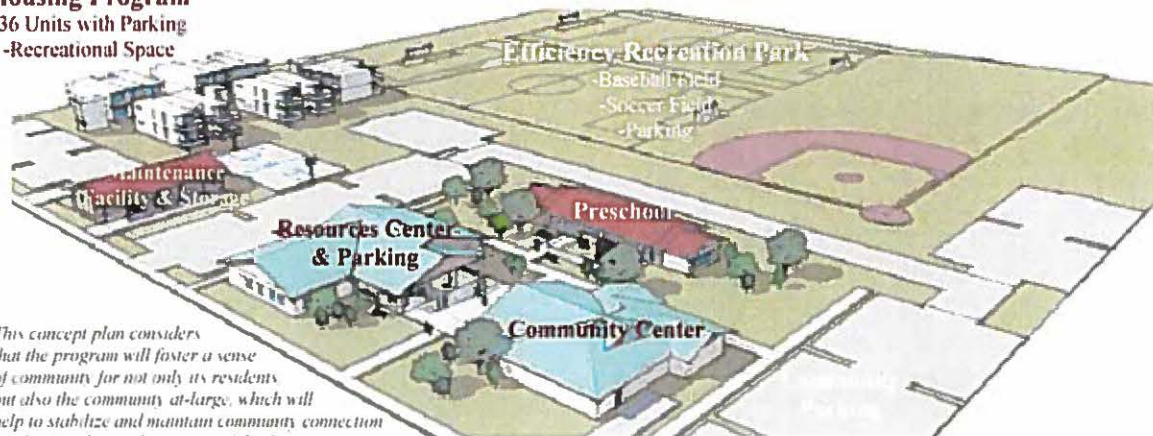 Housing Program
36 Units with Parking
-Recreational Space
Efficiency Recreation Park
-Baseball Field
-Soccer Field
-Parking
Maintenance
Facility & Storage
Preschool
Resources Center
& Parking
Community Center
Community
Parking
This concept plan considers
that the program will foster a sense
of community for not only its residents
but also the community at-large, which will
help to stabilize and maintain community connection